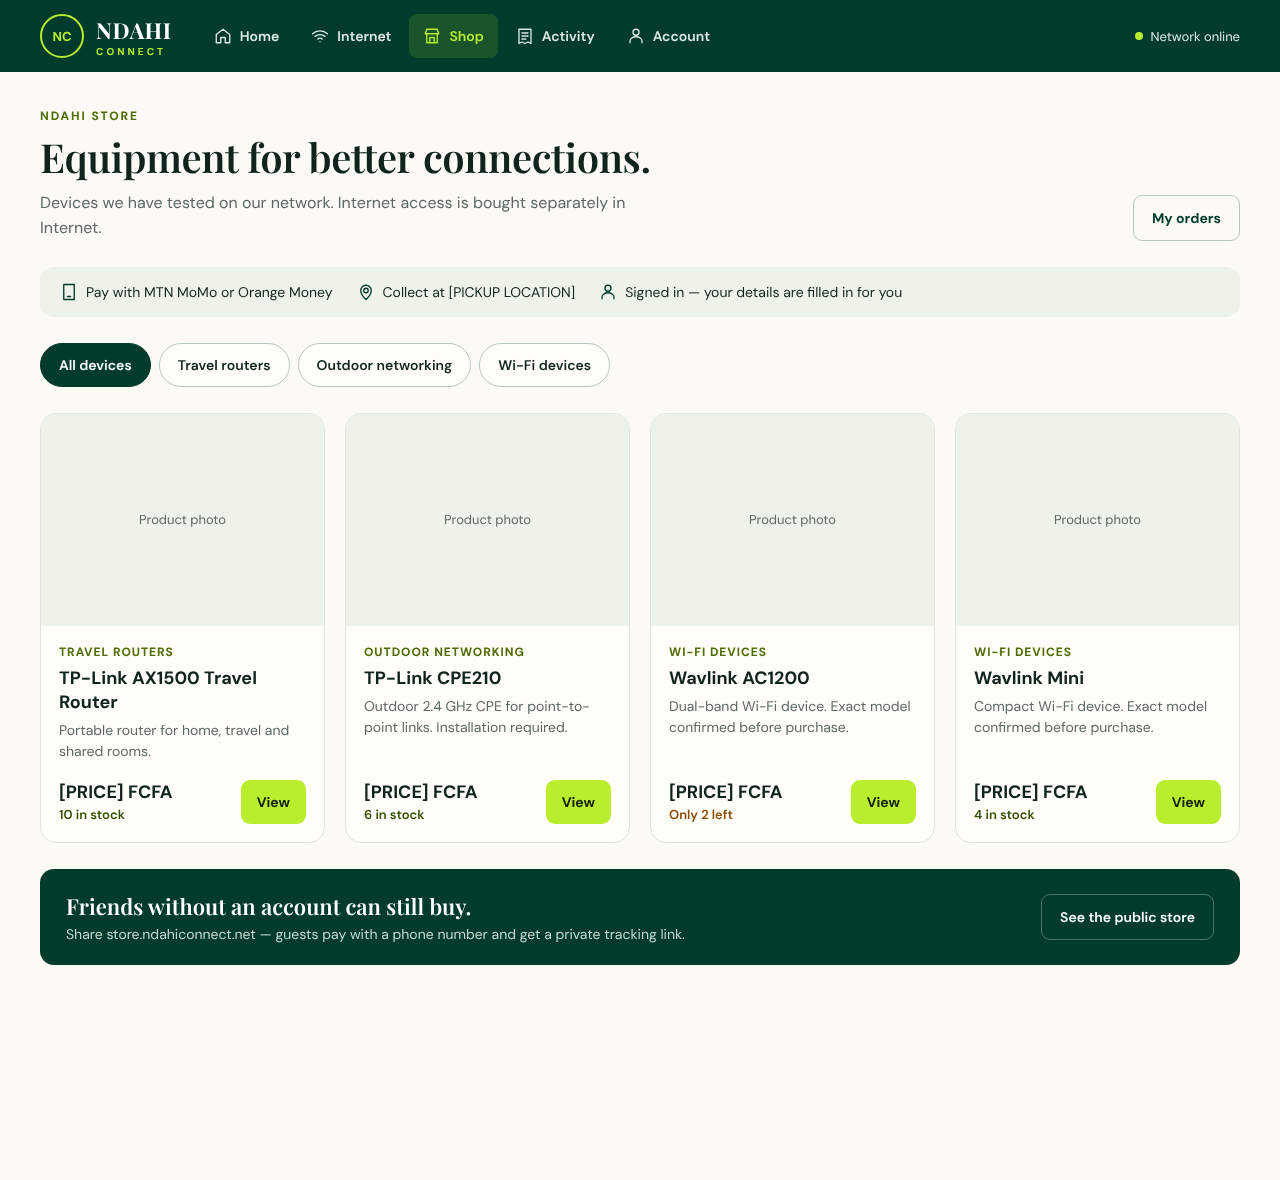 NC
NDAHI
CONNECT
Home
Internet
Shop
Activity
Account
Network online
NDAHI STORE
Equipment for better connections.
Devices we have tested on our network. Internet access is bought separately in
Internet.
My orders
Pay with MTN MoMo or Orange Money
Collect at [PICKUP LOCATION]
Signed in — your details are filled in for you
All devices
Travel routers
Outdoor networking
Wi-Fi devices
Product photo
TRAVEL ROUTERS
TP-Link AX1500 Travel
Router
Portable router for home, travel and
shared rooms.
[PRICE] FCFA
10 in stock
View
Product photo
OUTDOOR NETWORKING
TP-Link CPE210
Outdoor 2.4 GHz CPE for point-to-
point links. Installation required.
[PRICE] FCFA
6 in stock
View
Product photo
WI-FI DEVICES
Wavlink AC1200
Dual-band Wi-Fi device. Exact model
confirmed before purchase.
[PRICE] FCFA
Only 2 left
View
Product photo
WI-FI DEVICES
Wavlink Mini
Compact Wi-Fi device. Exact model
confirmed before purchase.
[PRICE] FCFA
4 in stock
View
Friends without an account can still buy.
Share store.ndahiconnect.net — guests pay with a phone number and get a private tracking link.
See the public store